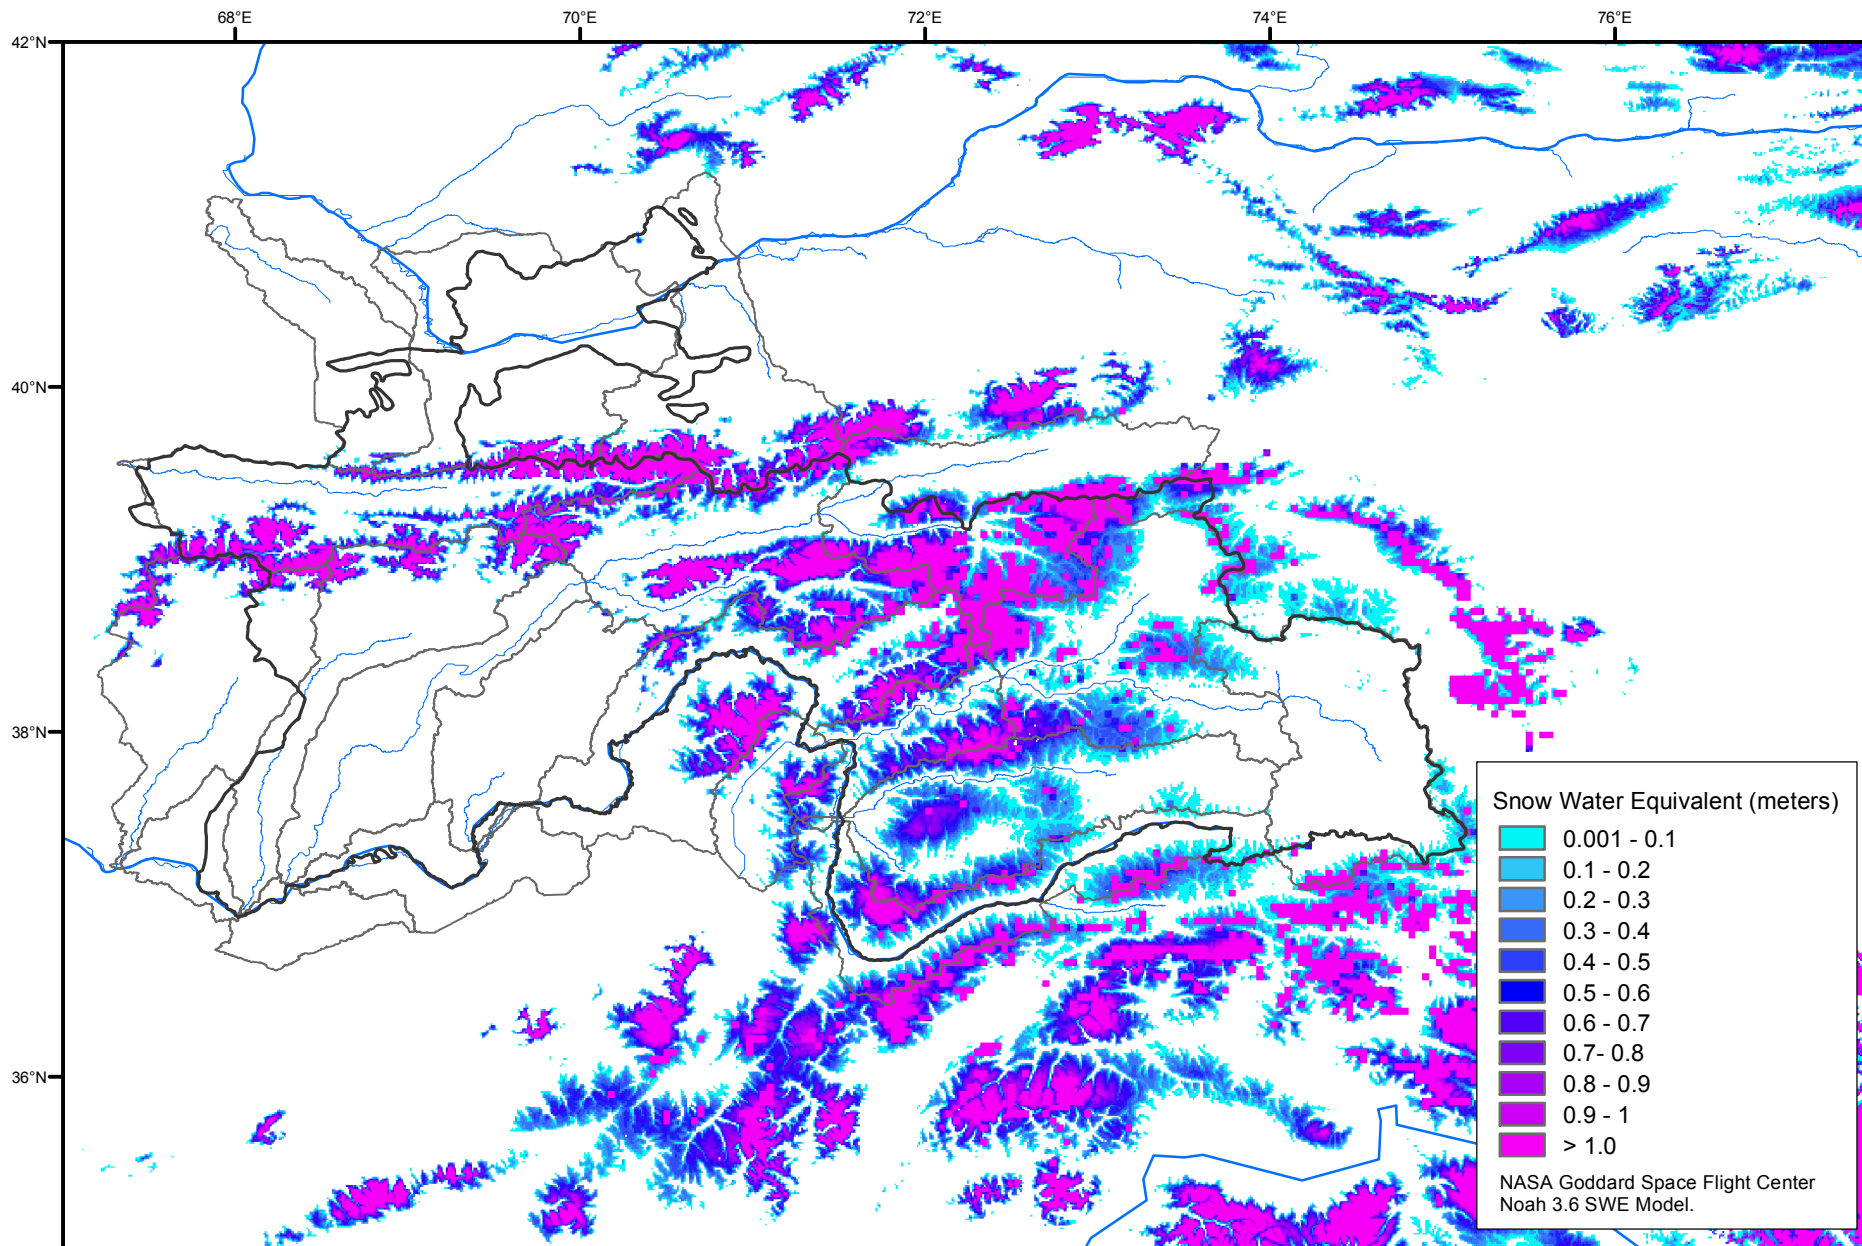 68°E
70°E
72°E
74°E
76°E
42°N
40°N
38°N
36°N
Snow Water Equivalent (meters)
0.001 - 0.1
0.1 - 0.2
0.2 - 0.3
0.3 - 0.4
0.4 - 0.5
0.5 - 0.6
0.6 - 0.7
0.7- 0.8
0.8 - 0.9
0.9 - 1
> 1.0
NASA Goddard Space Flight Center
Noah 3.6 SWE Model.